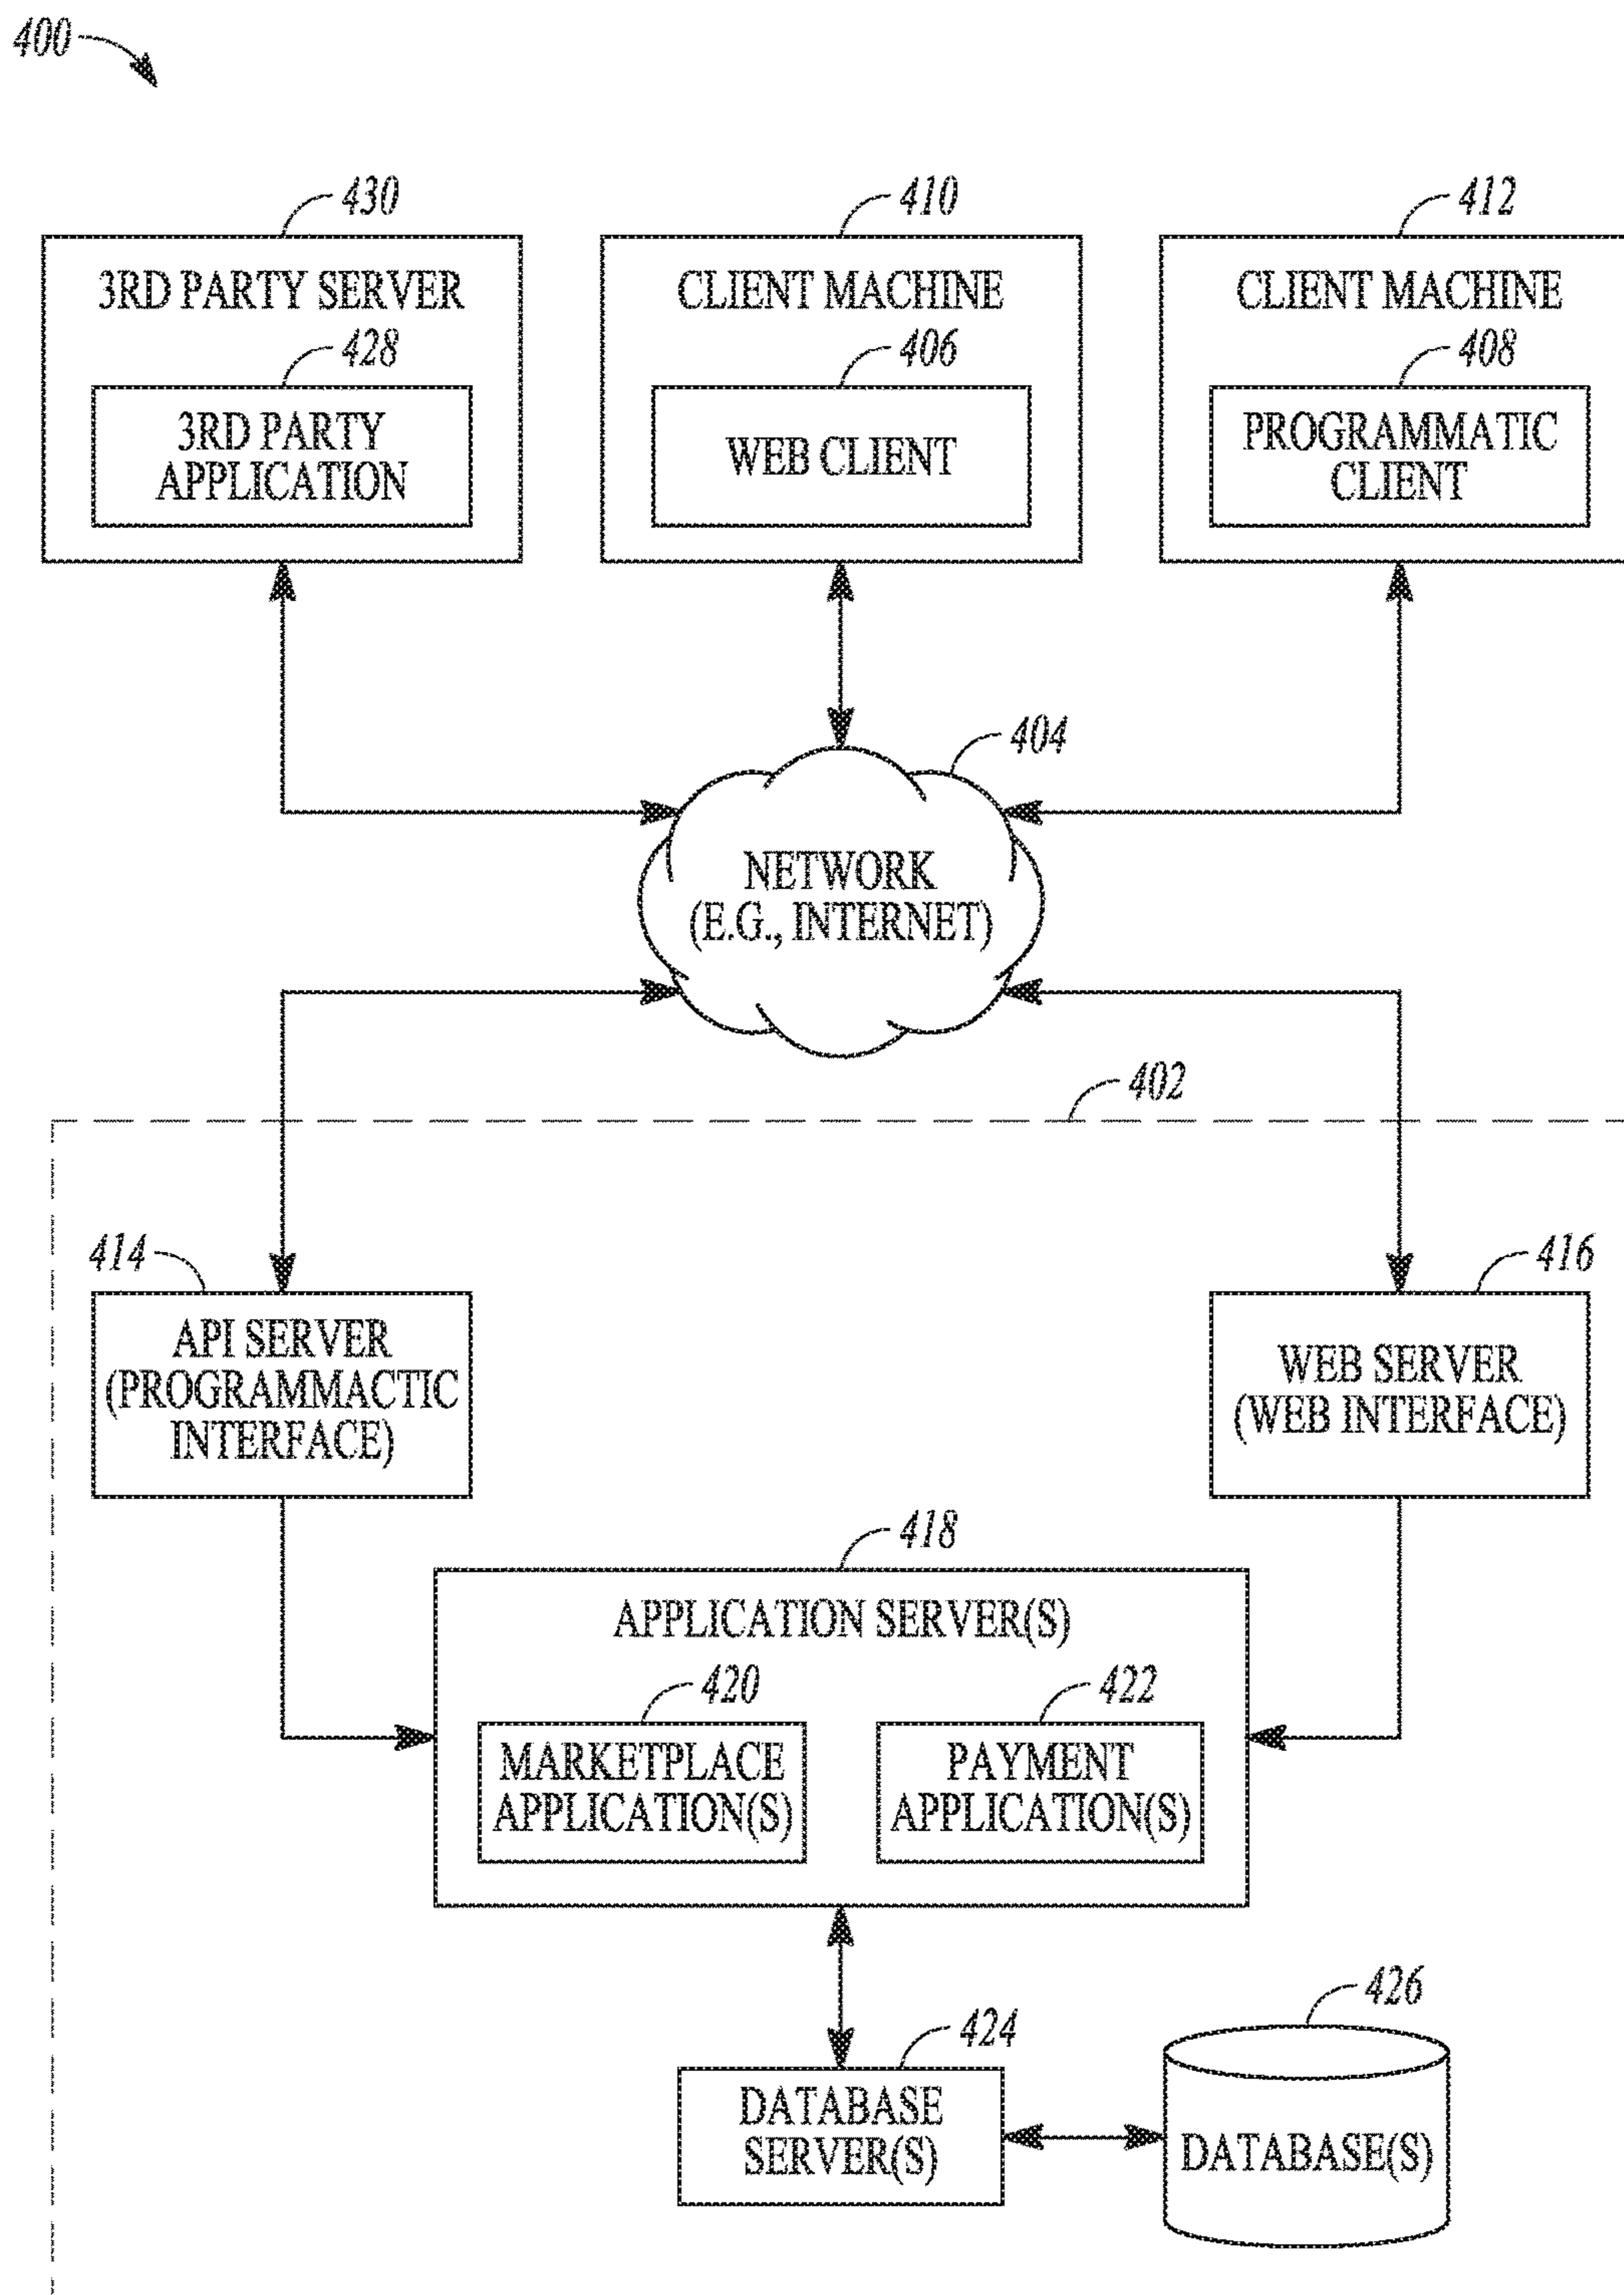 400
430
3RD PARTY SERVER
428
3RD PARTY
APPLICATION
410
CLIENT MACHINE
406
WEB CLIENT
412
CLIENT MACHINE
408
PROGRAMMATIC
CLIENT
404
NETWORK
(E.G., INTERNET)
402
414
API SERVER
(PROGRAMMACTIC
INTERFACE)
416
WEB SERVER
(WEB INTERFACE)
418
APPLICATION SERVER(S)
420
MARKETPLACE
APPLICATION(S)
422
PAYMENT
APPLICATION(S)
424
DATABASE
SERVER(S)
426
DATABASE(S)